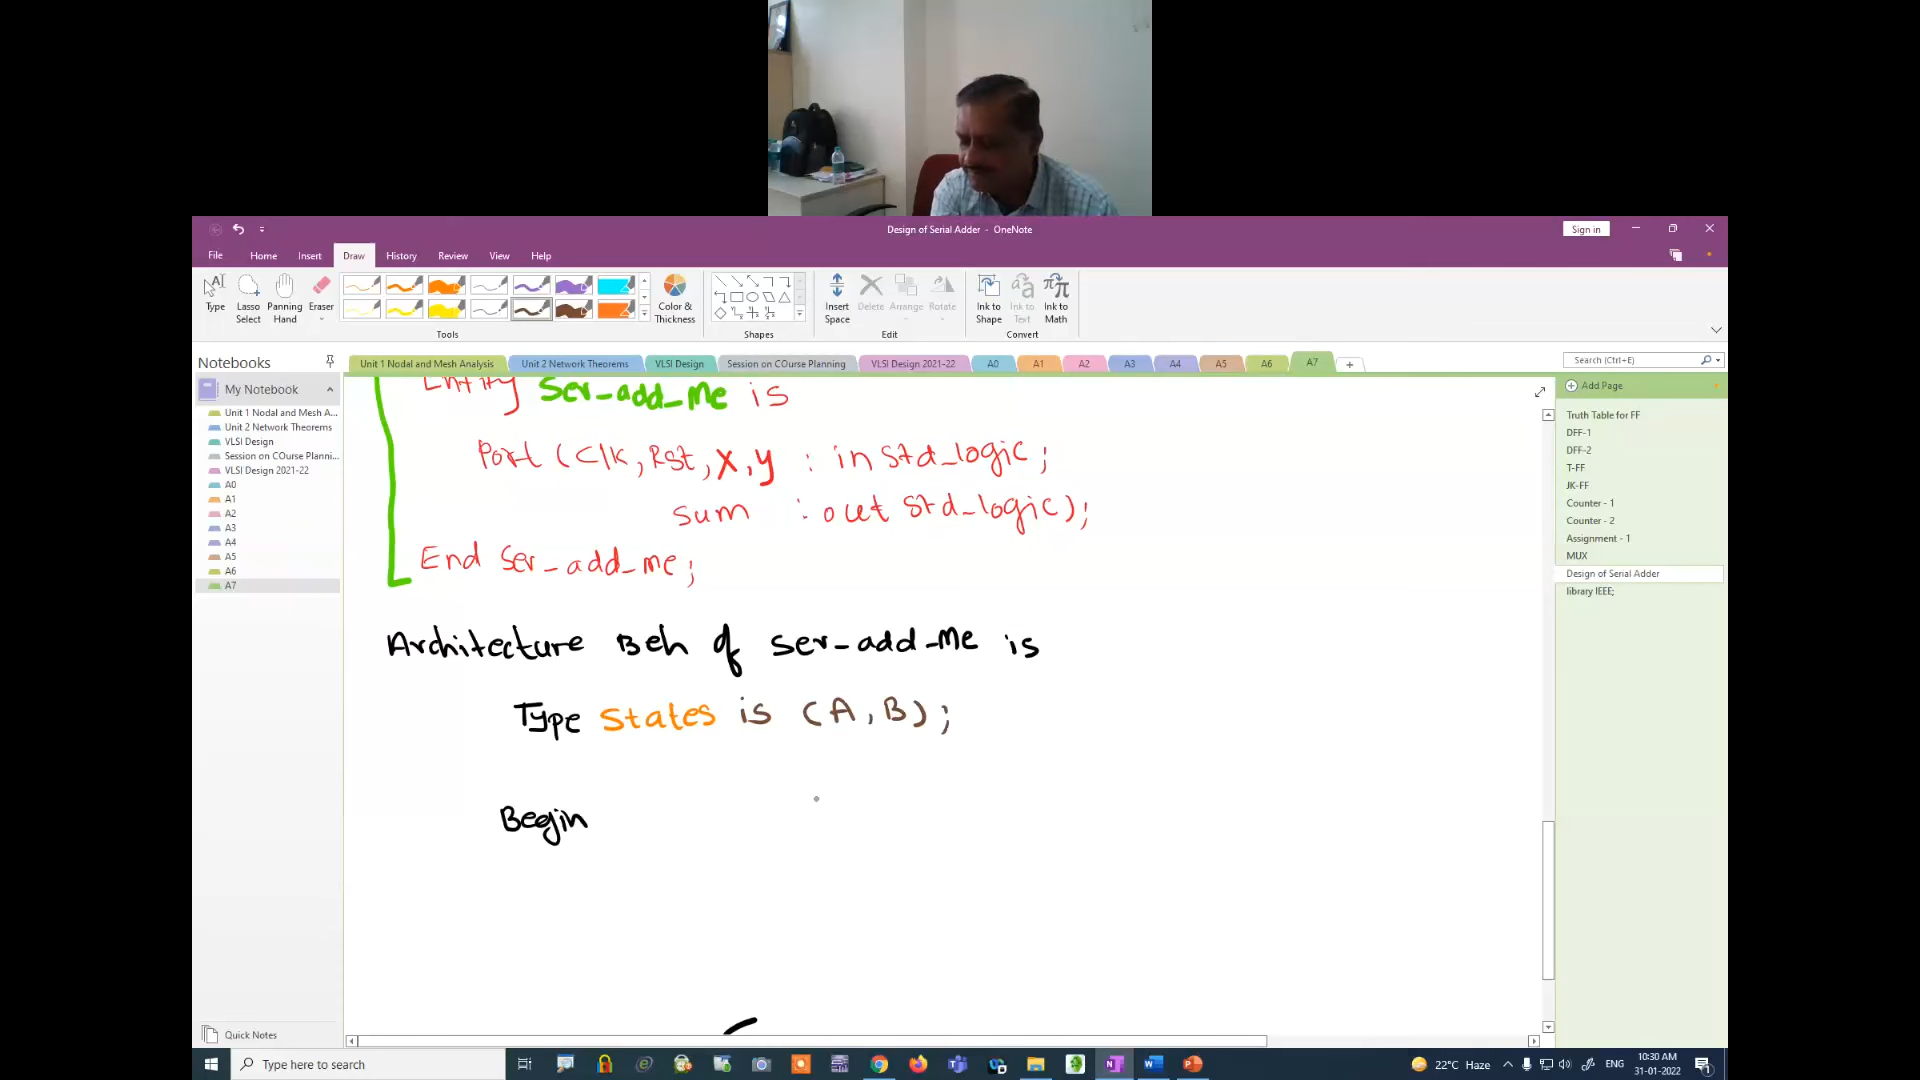 Design of Serial Adder - OneNote
Sign in
File Home Insert Draw History Review View Help
Type
Lasso Select
Panning Hand
Eraser
Color & Thickness
Insert Space
Delete
Arrange
Rotate
Ink to Shape
Ink to Text
Ink to Math
Tools
Shapes
Edit
Convert
Notebooks
Unit 1 Nodal and Mesh Analysis Unit 2 Network Theorems VLSI Design Session on COurse Planning VLSI Design 2021-22 A0 A1 A2 A3 A4 A5 A6 A7
Search (Ctrl+E)
My Notebook
Unit 1 Nodal and Mesh A...
Unit 2 Network Theorems
VLSI Design
Session on COurse Planni...
VLSI Design 2021-22
A0
A1
A2
A3
A4
A5
A6
A7
Quick Notes
Entity Ser_add_Me is
Port (Clk, Rst, X, Y : in Std_logic;
sum : out Std_logic);
End Ser_add_me;
Architecture Beh of Ser-add-Me is
Type States is (A, B);
Begin
Add Page
Truth Table for FF
DFF-1
DFF-2
T-FF
JK-FF
Counter - 1
Counter - 2
Assignment - 1
MUX
Design of Serial Adder
library IEEE;
Type here to search
22°C Haze
ENG
10:30 AM
31-01-2022